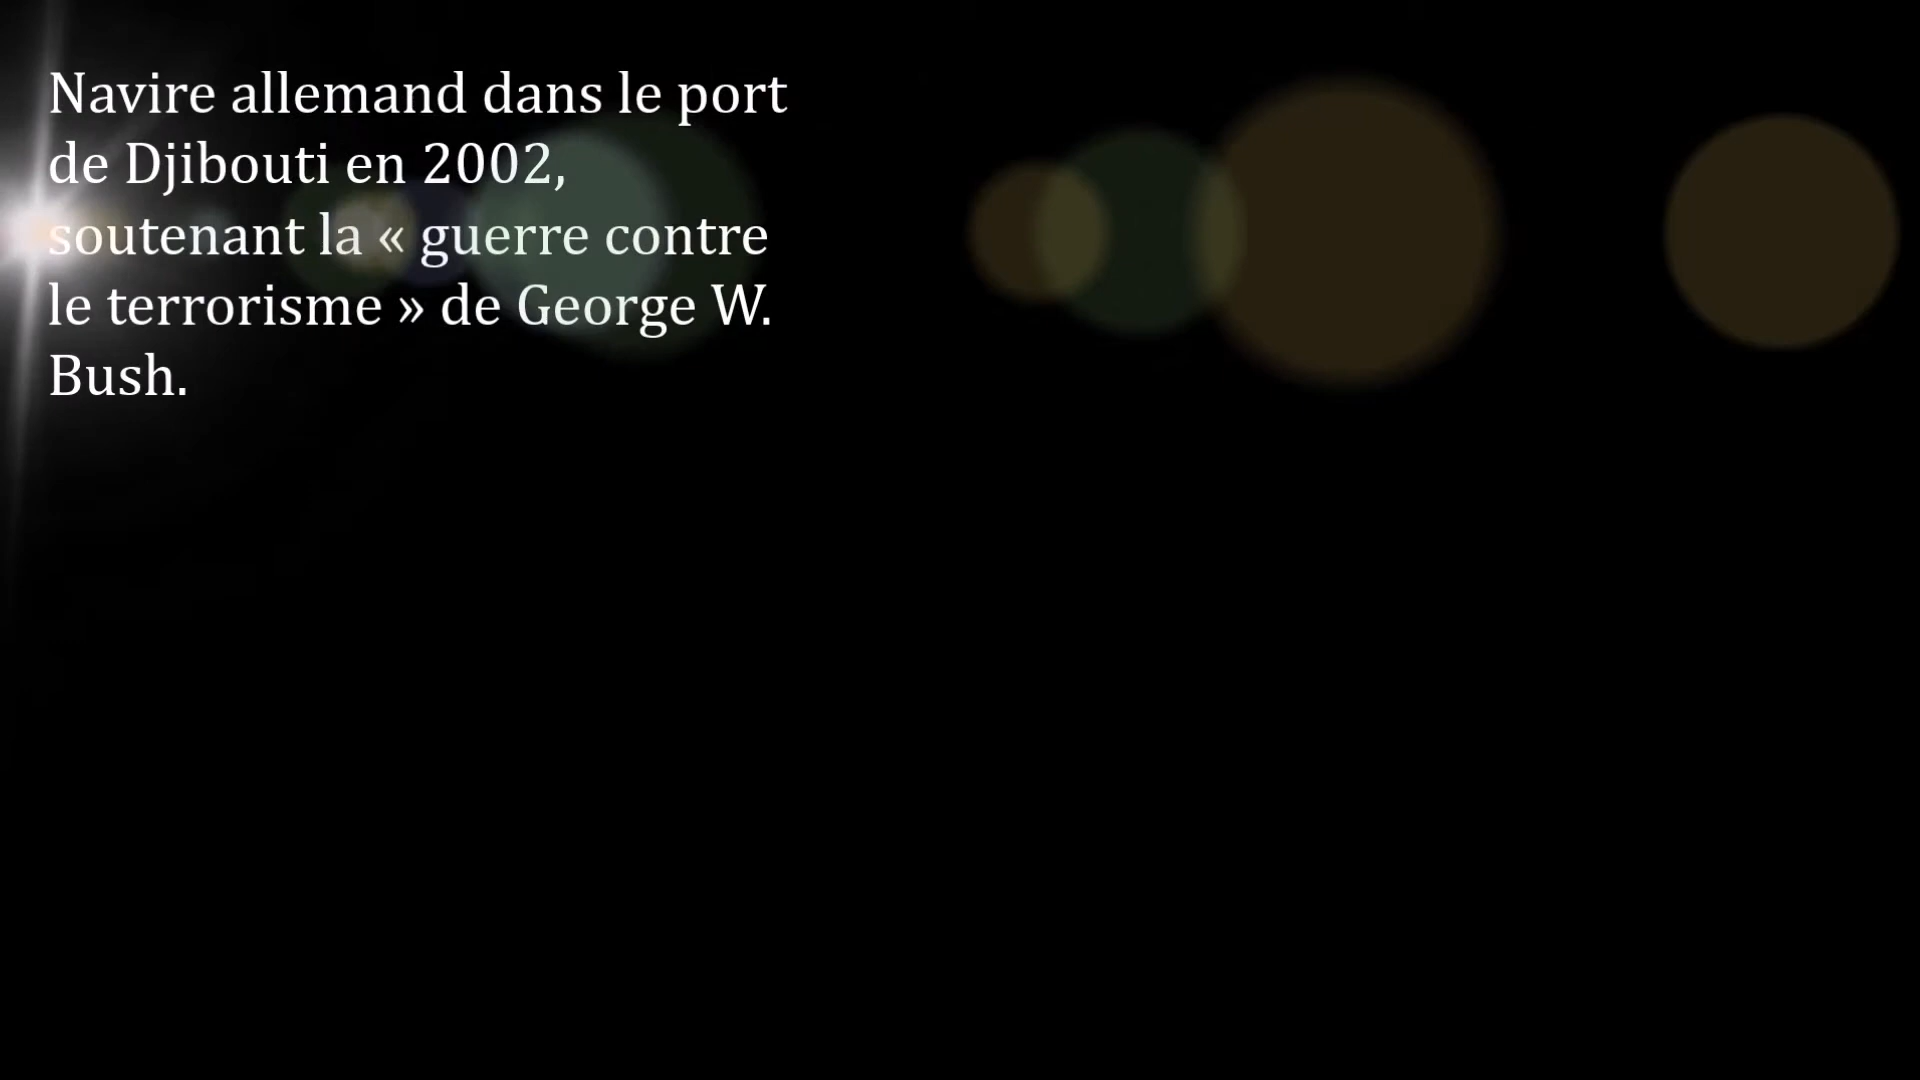 Navire allemand dans le port
de Djibouti en 2002,
soutenant la « guerre contre
le terrorisme » de George W.
Bush.